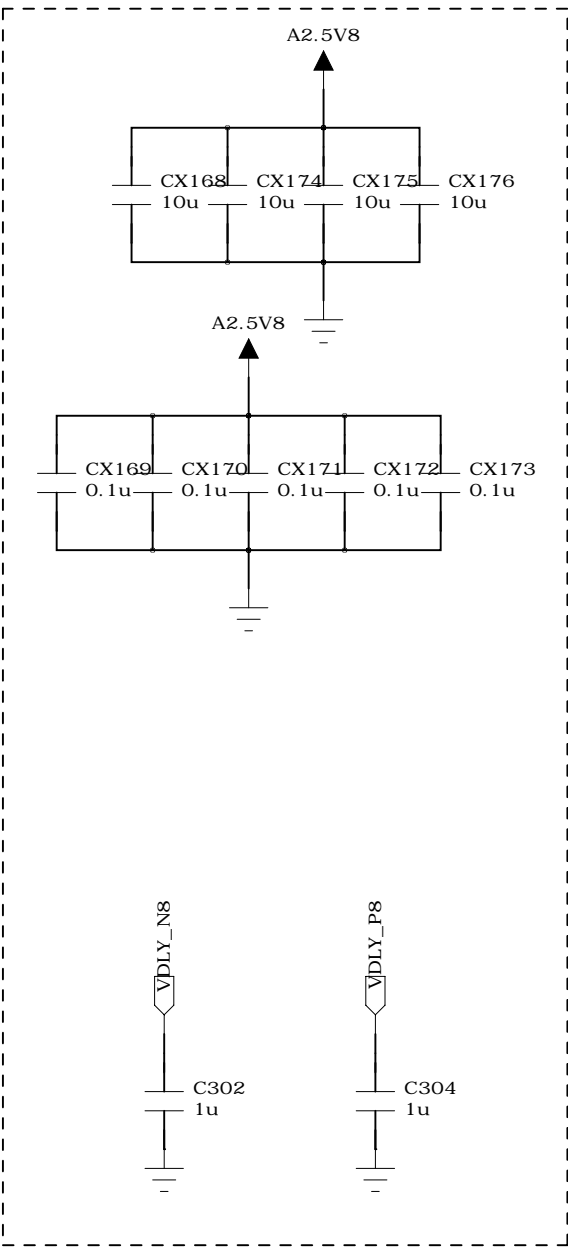 A2.5V8
CX168 CX174 CX175 CX176
10u 10u 10u 10u
A2.5V8
CX169 CX170 CX171 CX172 CX173
0.1u 0.1u 0.1u 0.1u 0.1u
VDLY_N8 VDLY_P8
C302 C304
1u 1u